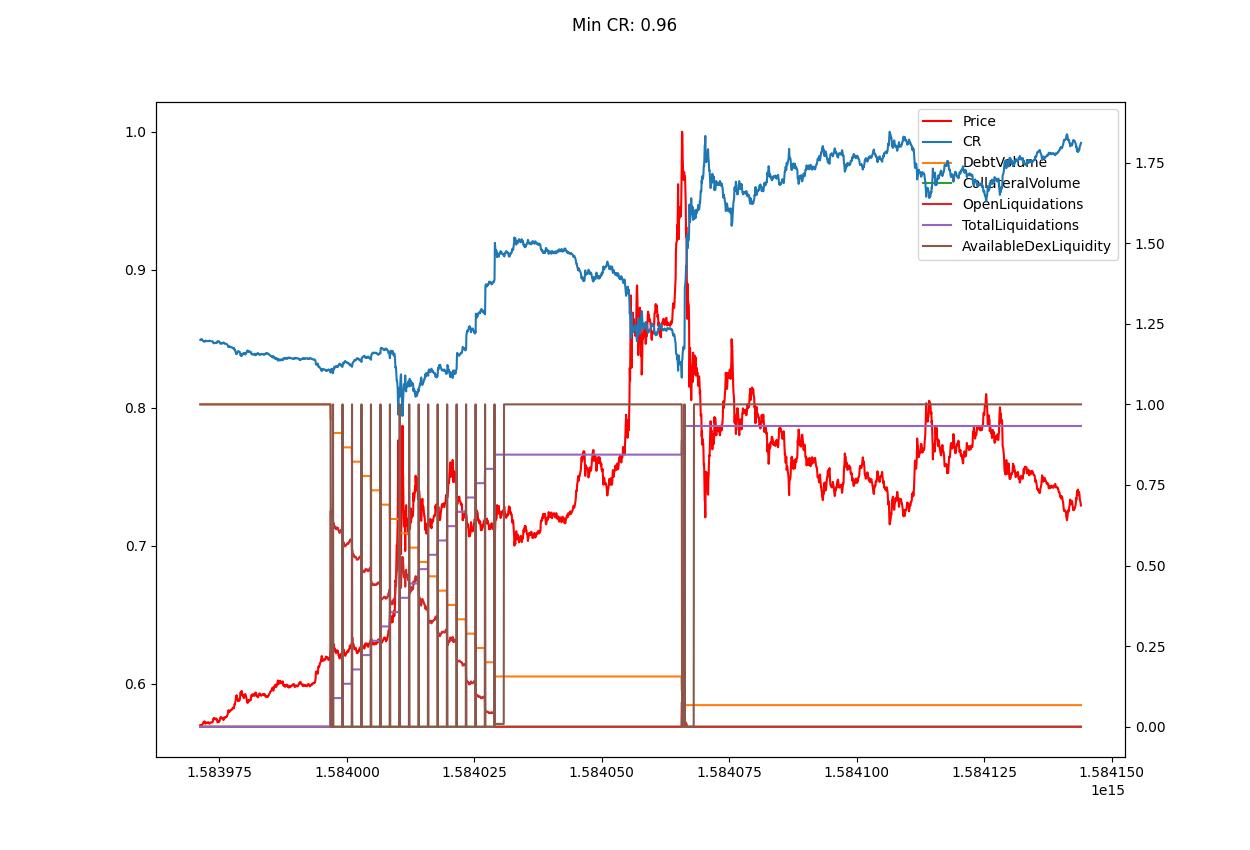 Min CR: 0.96
1.0
0.9
0.8
0.7
0.6
Price
CR
DebtVolume
CollateralVolume
OpenLiquidations
TotalLiquidations
AvailableDexLiquidity
1.75
1.50
1.25
1.00
0.75
0.50
0.25
0.00
1.583975 1.584000 1.584025 1.584050 1.584075 1.584100 1.584125 1.584150
1e15